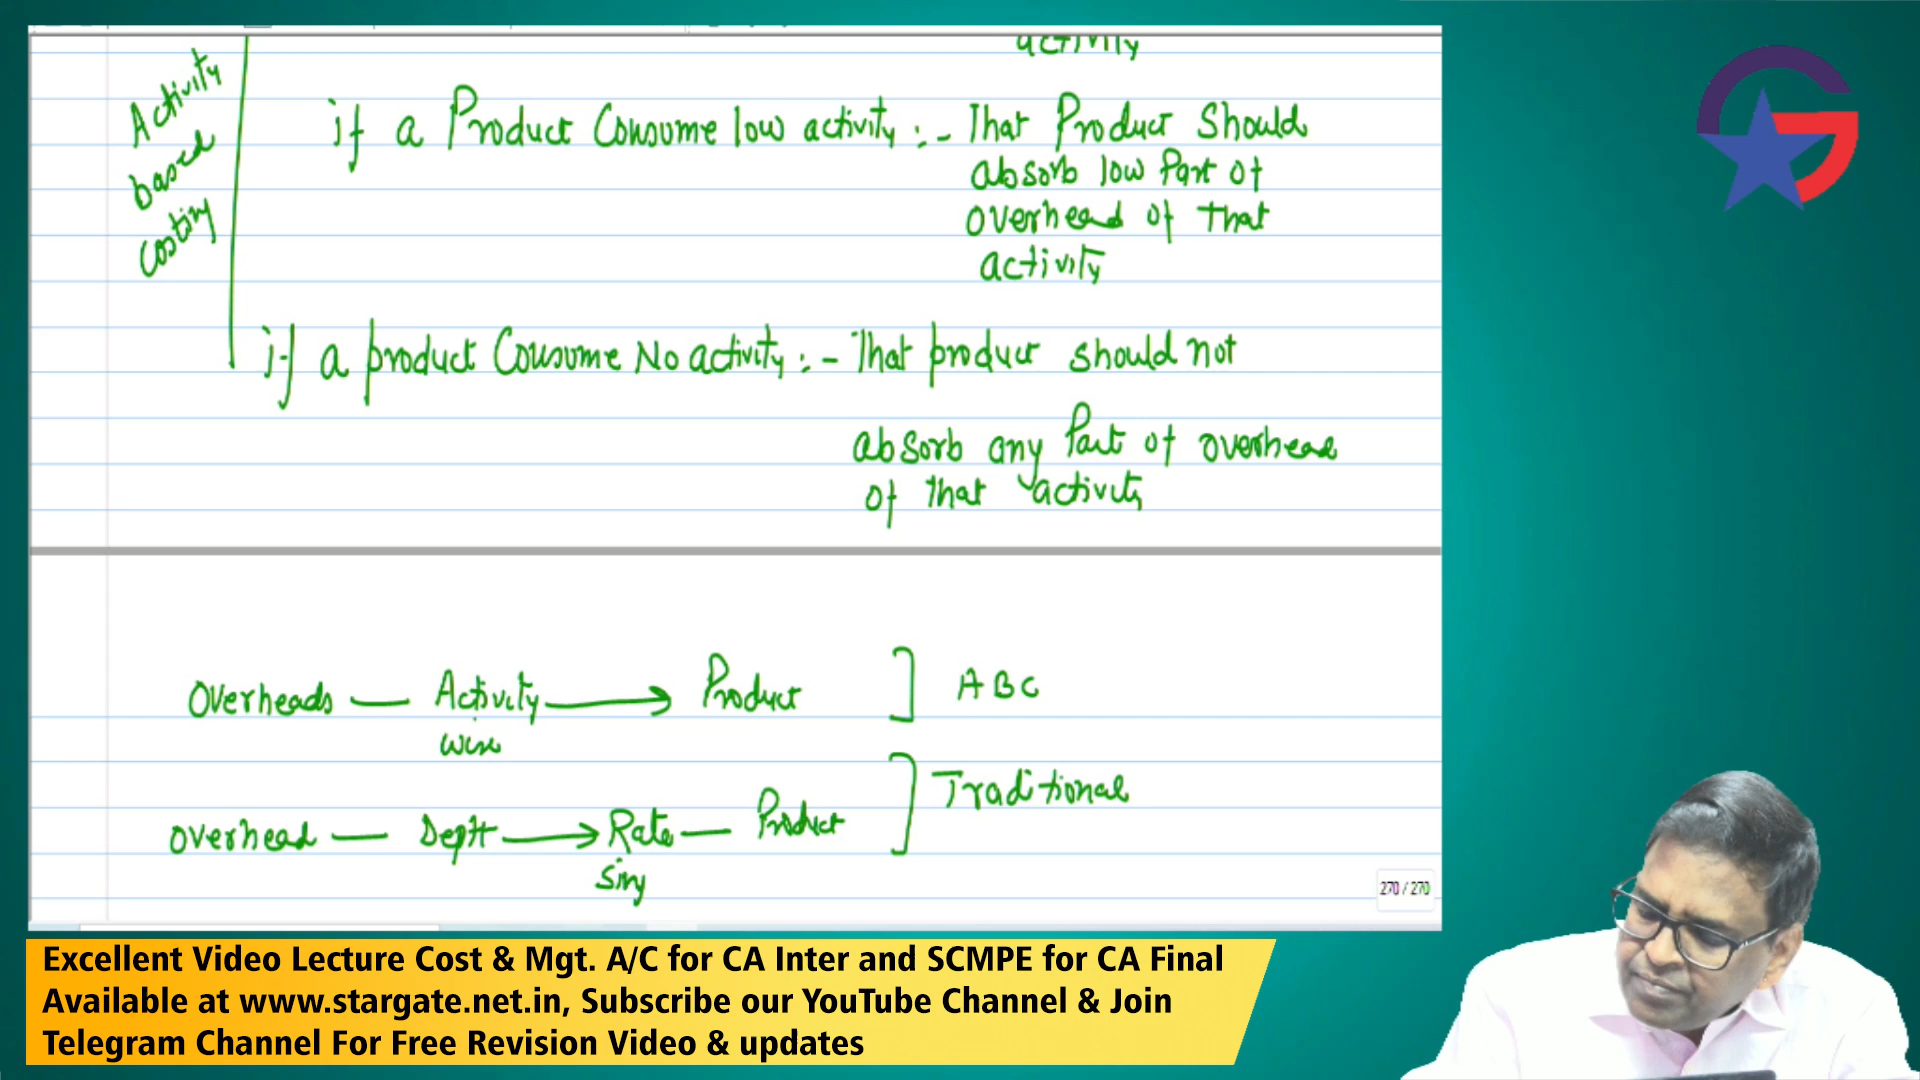 activity
Activity
based
costing
if a Product Consume low activity :- That Product Should
absorb low Part of
overhead of That
activity
if a product Consume No activity :- That product should not
absorb any Part of overhead
of That activity
Overheads — Activity → Product ] ABC
wise
overhead — Deptt → Rate — Product ] Traditional
270 / 270
Excellent Video Lecture Cost & Mgt. A/C for CA Inter and SCMPE for CA Final
Available at www.stargate.net.in, Subscribe our YouTube Channel & Join
Telegram Channel For Free Revision Video & updates